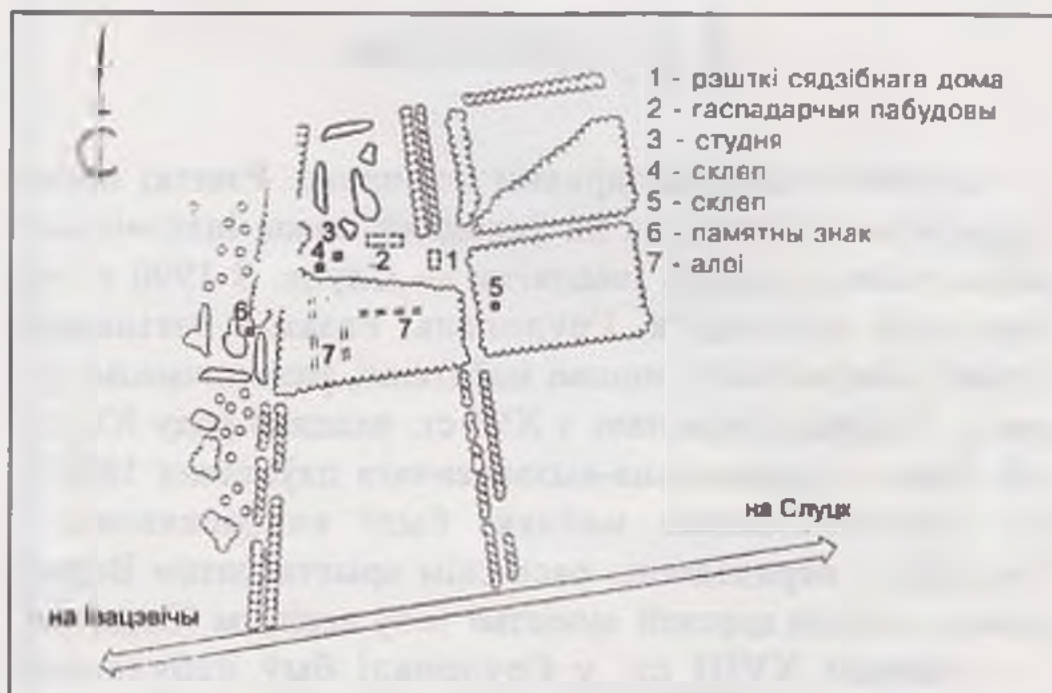 1 - рэшткі сядзібнага дома
2 - гаспадарчыя пабудовы
3 - студня
4 - склеп
5 - склеп
6 - памятны знак
7 - алоі
3
4
2
1
5
6
7
7
на Слуцк
на Івацэвічы